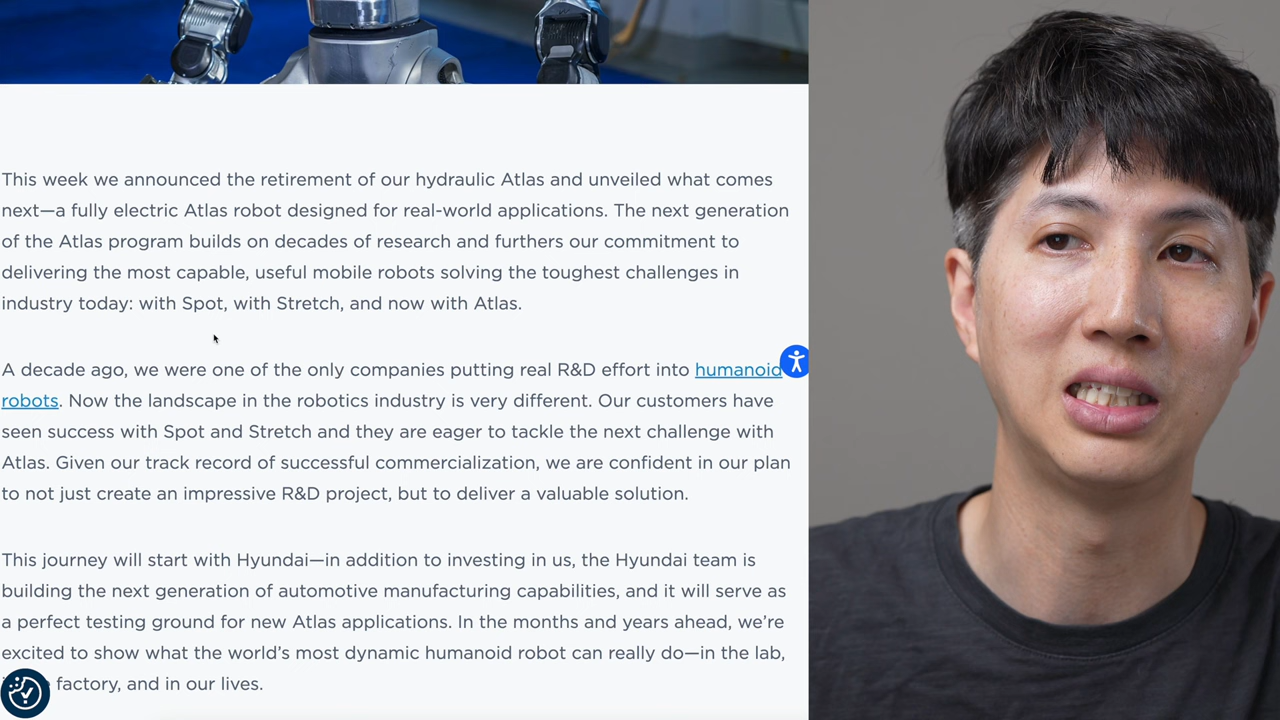 This week we announced the retirement of our hydraulic Atlas and unveiled what comes
next—a fully electric Atlas robot designed for real-world applications. The next generation
of the Atlas program builds on decades of research and furthers our commitment to
delivering the most capable, useful mobile robots solving the toughest challenges in
industry today: with Spot, with Stretch, and now with Atlas.
A decade ago, we were one of the only companies putting real R&D effort into humanoid
robots. Now the landscape in the robotics industry is very different. Our customers have
seen success with Spot and Stretch and they are eager to tackle the next challenge with
Atlas. Given our track record of successful commercialization, we are confident in our plan
to not just create an impressive R&D project, but to deliver a valuable solution.
This journey will start with Hyundai—in addition to investing in us, the Hyundai team is
building the next generation of automotive manufacturing capabilities, and it will serve as
a perfect testing ground for new Atlas applications. In the months and years ahead, we’re
excited to show what the world’s most dynamic humanoid robot can really do—in the lab,
factory, and in our lives.